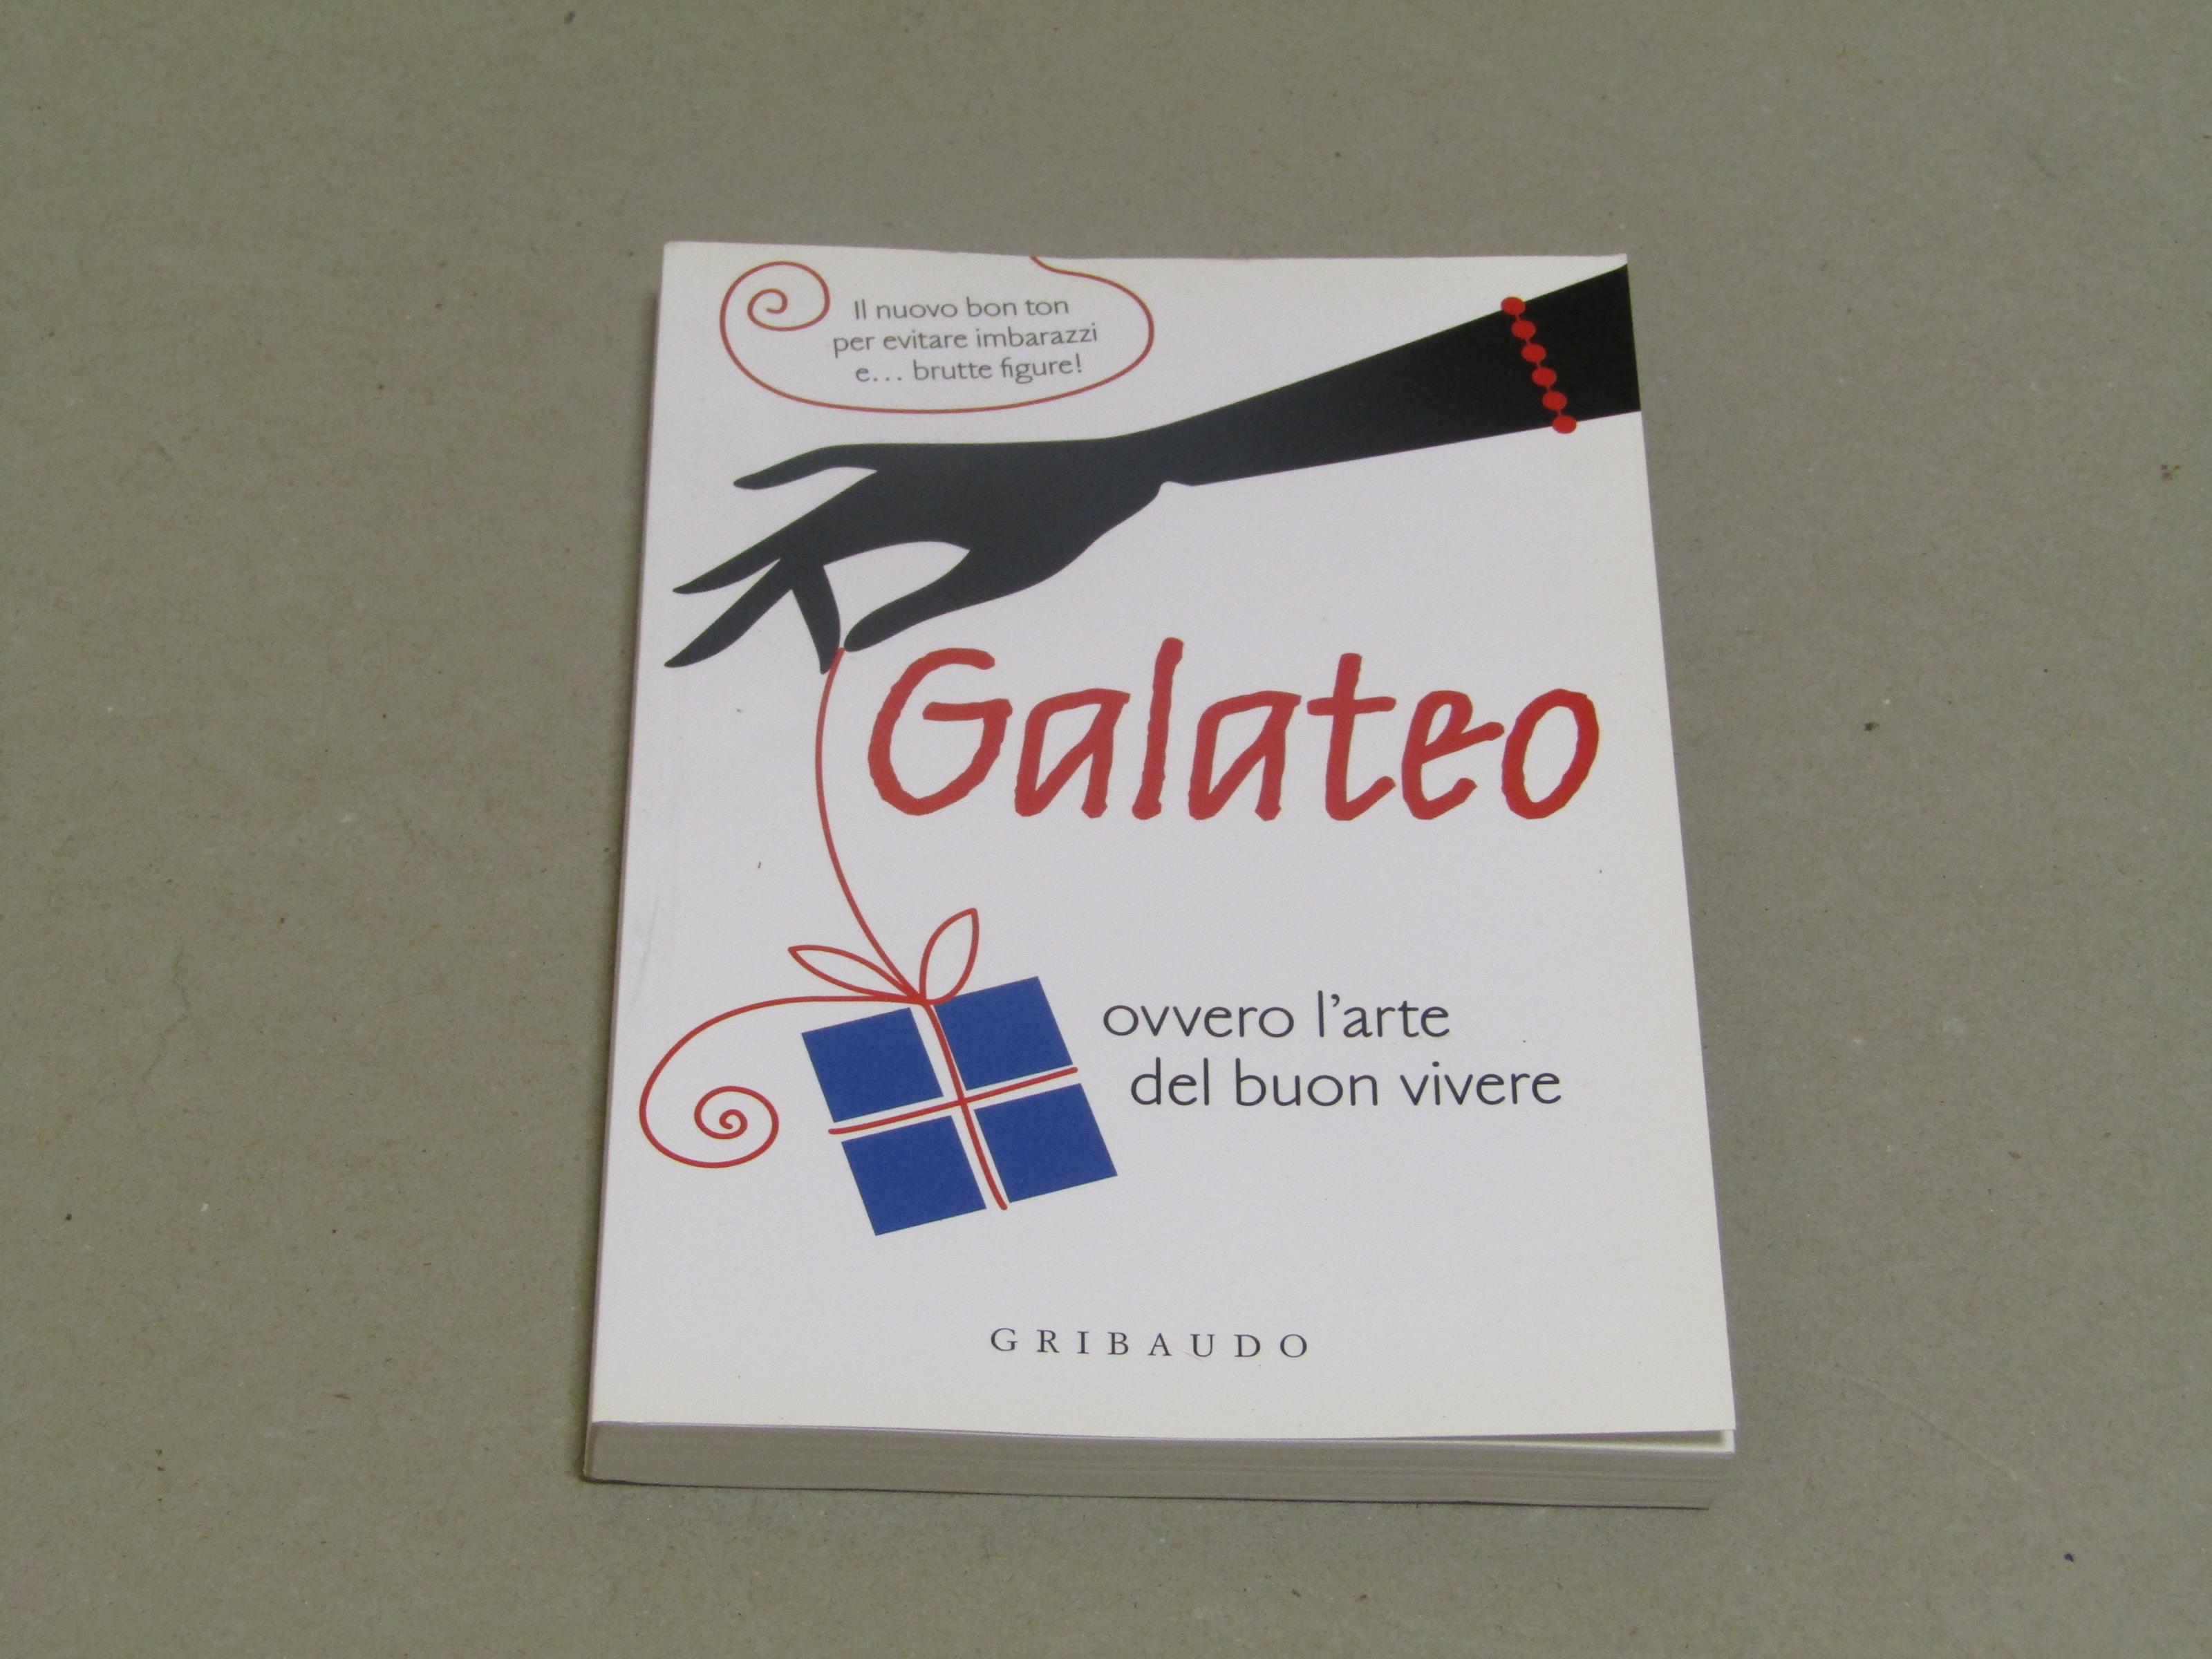 Il nuovo bon ton
per evitare imbarazzi
e... brutte figure!
Galateo
ovvero l'arte
del buon vivere
GRIBAUDO